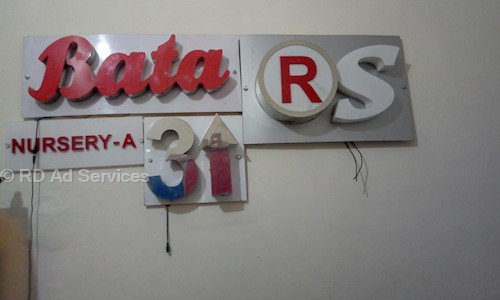 Bata
RS
NURSERY-A
31
© RD Ad Services